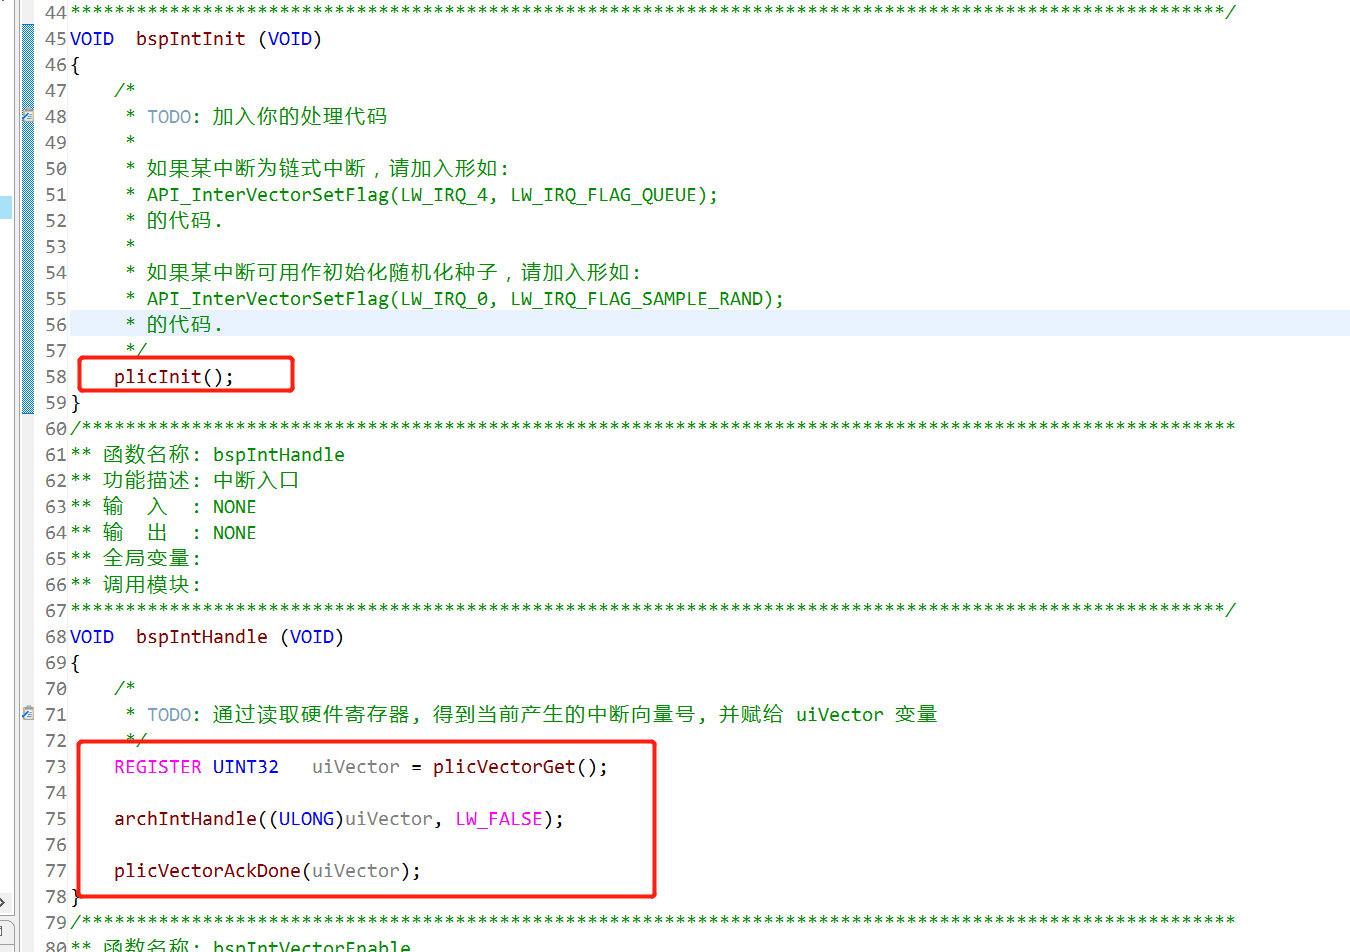 44*********************************************************************************************************/
45VOID  bspIntInit (VOID)
46{
47    /*
48     * TODO: 加入你的处理代码
49     *
50     * 如果某中断为链式中断，请加入形如:
51     * API_InterVectorSetFlag(LW_IRQ_4, LW_IRQ_FLAG_QUEUE);
52     * 的代码.
53     *
54     * 如果某中断可用作初始化随机化种子，请加入形如:
55     * API_InterVectorSetFlag(LW_IRQ_0, LW_IRQ_FLAG_SAMPLE_RAND);
56     * 的代码.
57     */
58    plicInit();
59}
60/*********************************************************************************************************
61** 函数名称: bspIntHandle
62** 功能描述: 中断入口
63** 输  入  : NONE
64** 输  出  : NONE
65** 全局变量:
66** 调用模块:
67*********************************************************************************************************/
68VOID  bspIntHandle (VOID)
69{
70    /*
71     * TODO: 通过读取硬件寄存器, 得到当前产生的中断向量号, 并赋给 uiVector 变量
72     */
73    REGISTER UINT32   uiVector = plicVectorGet();
74
75    archIntHandle((ULONG)uiVector, LW_FALSE);
76
77    plicVectorAckDone(uiVector);
78}
79/*********************************************************************************************************
80** 函数名称: bspIntVectorEnable